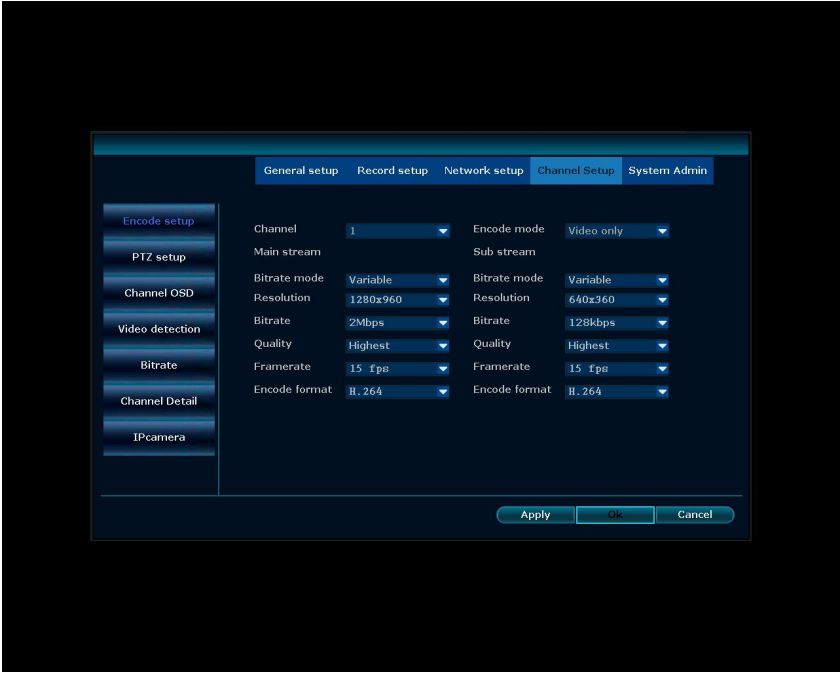 General setup Record setup Network setup Channel Setup System Admin
Encode setup
PTZ setup
Channel OSD
Video detection
Bitrate
Channel Detail
IPcamera
Channel 1 Encode mode Video only
Main stream Sub stream
Bitrate mode Variable Bitrate mode Variable
Resolution 1280x960 Resolution 640x360
Bitrate 2Mbps Bitrate 128kbps
Quality Highest Quality Highest
Framerate 15 fps Framerate 15 fps
Encode format H.264 Encode format H.264
Apply Ok Cancel